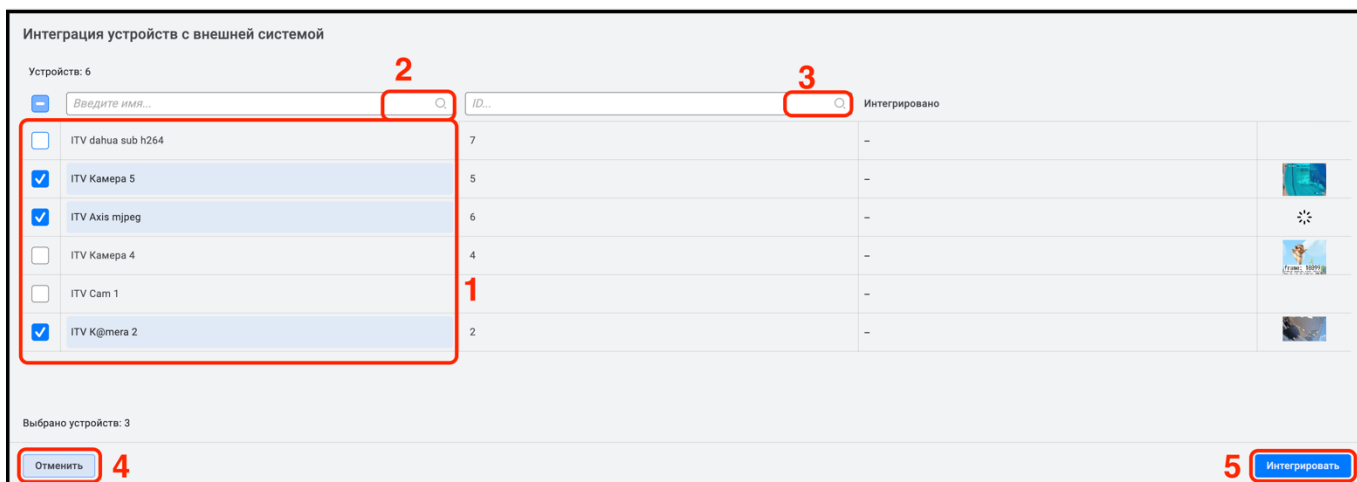 Интеграция устройств с внешней системой
Устройств: 6
2
3
Введите имя...
ID...
Интегрировано
ITV dahua sub h264 7 –
ITV Камера 5 5 –
ITV Axis mjpeg 6 –
ITV Камера 4 4 –
1
ITV Cam 1 –
ITV K@mera 2 2 –
Выбрано устройств: 3
Отменить 4
5 Интегрировать